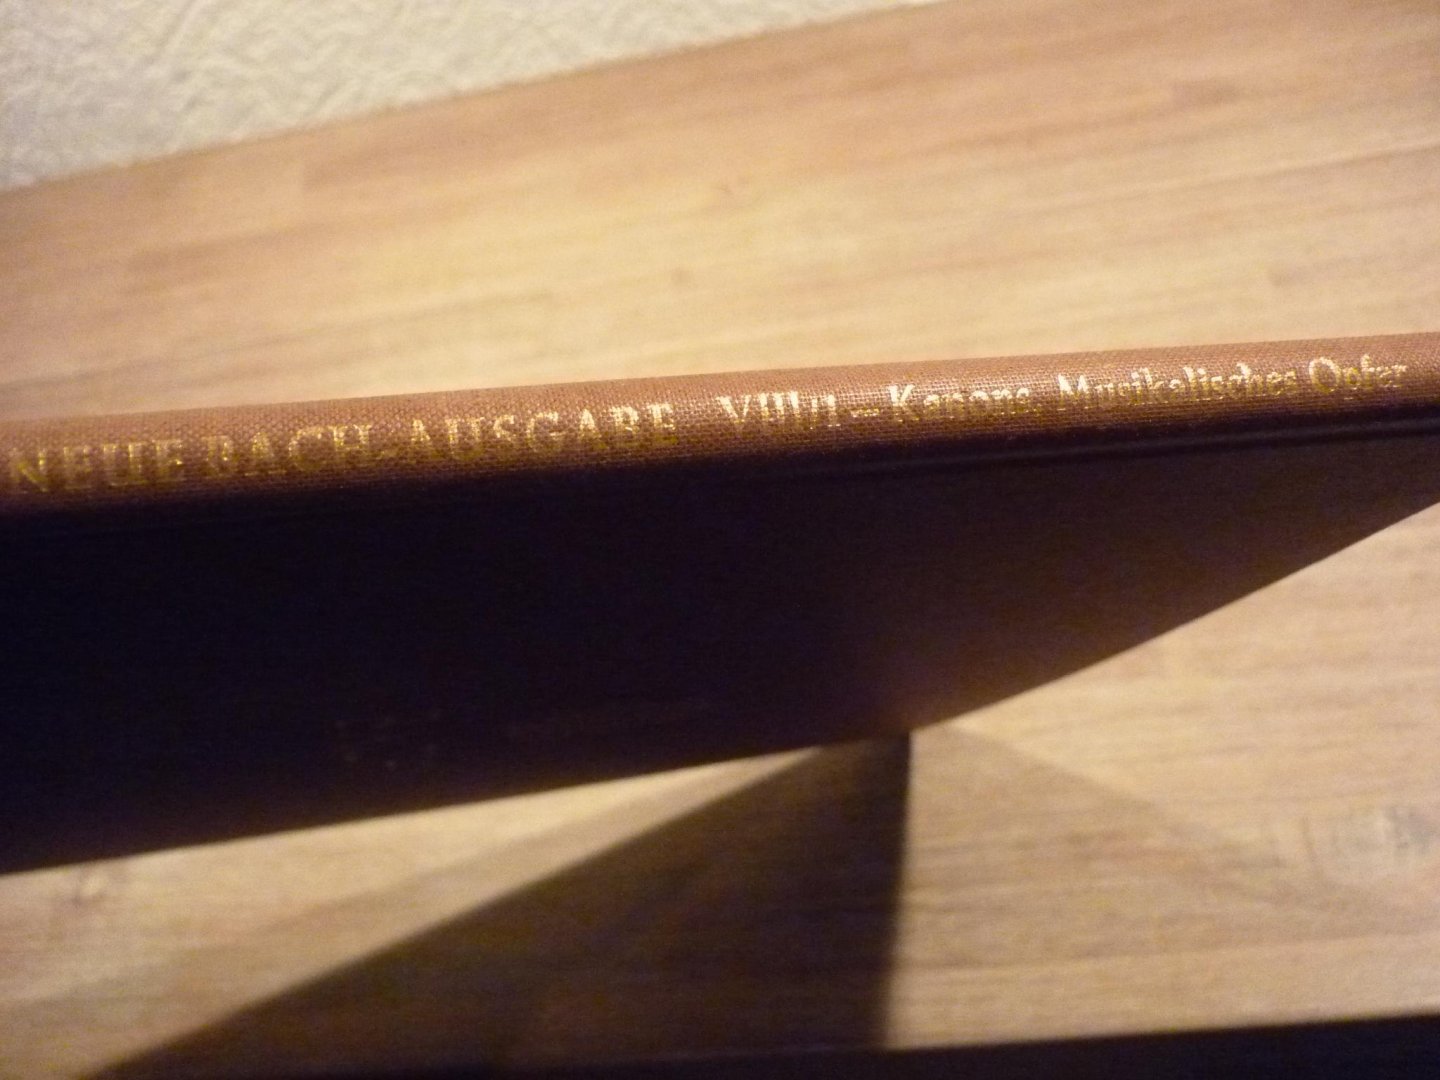 NEUE BACH-AUSGABE VIII/1 – Kanons, Musikalisches Opfer